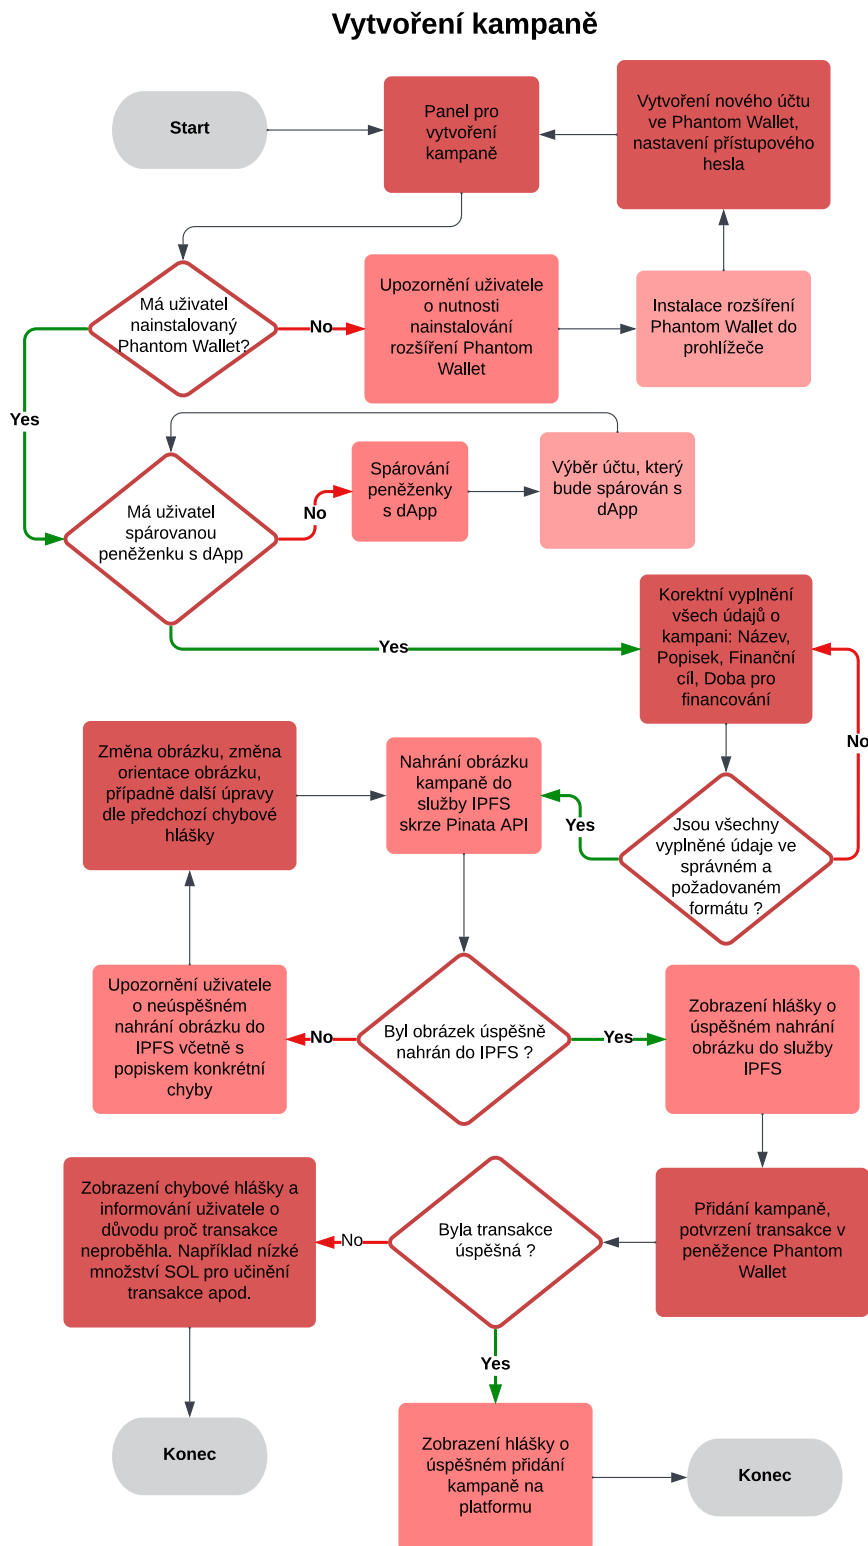 Vytvoření kampaně
Start
Panel pro
vytvoření
kampaně
Vytvoření nového účtu
ve Phantom Wallet,
nastavení přístupového
hesla
Má uživatel
nainstalovaný
Phantom Wallet?
No
Upozornění uživatele
o nutnosti
nainstalování
rozšíření Phantom
Wallet
Instalace rozšíření
Phantom Wallet do
prohlížeče
Yes
Má uživatel
spárovanou
peněženku s dApp
No
Spárování
peněženky
s dApp
Výběr účtu, který
bude spárován s
dApp
Yes
Korektní vyplnění
všech údajů o
kampani: Název,
Popisek, Finanční
cíl, Doba pro
financování
No
Změna obrázku, změna
orientace obrázku,
případně další úpravy
dle předchozí chybové
hlášky
Nahrání obrázku
kampaně do
služby IPFS
skrze Pinata API
Yes
Jsou všechny
vyplněné údaje ve
správném a
požadovaném
formátu ?
Upozornění uživatele
o neúspěšném
nahrání obrázku do
IPFS včetně s
popiskem konkrétní
chyby
No
Byl obrázek úspěšně
nahrán do IPFS ?
Yes
Zobrazení hlášky o
úspěšném nahrání
obrázku do služby
IPFS
Zobrazení chybové hlášky a
informování uživatele o
důvodu proč transakce
neproběhla. Například nízké
množství SOL pro učinění
transakce apod.
No
Byla transakce
úspěšná ?
Přidání kampaně,
potvrzení transakce v
peněžence Phantom
Wallet
Yes
Konec
Zobrazení hlášky o
úspěšném přidání
kampaně na
platformu
Konec